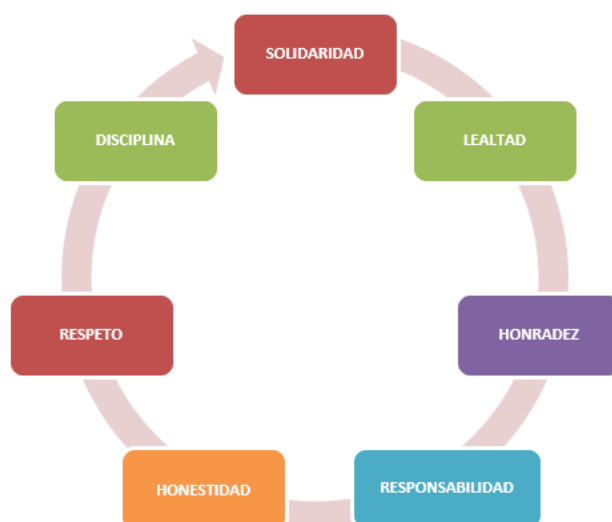 SOLIDARIDAD
LEALTAD
HONRADEZ
RESPONSABILIDAD
HONESTIDAD
RESPETO
DISCIPLINA